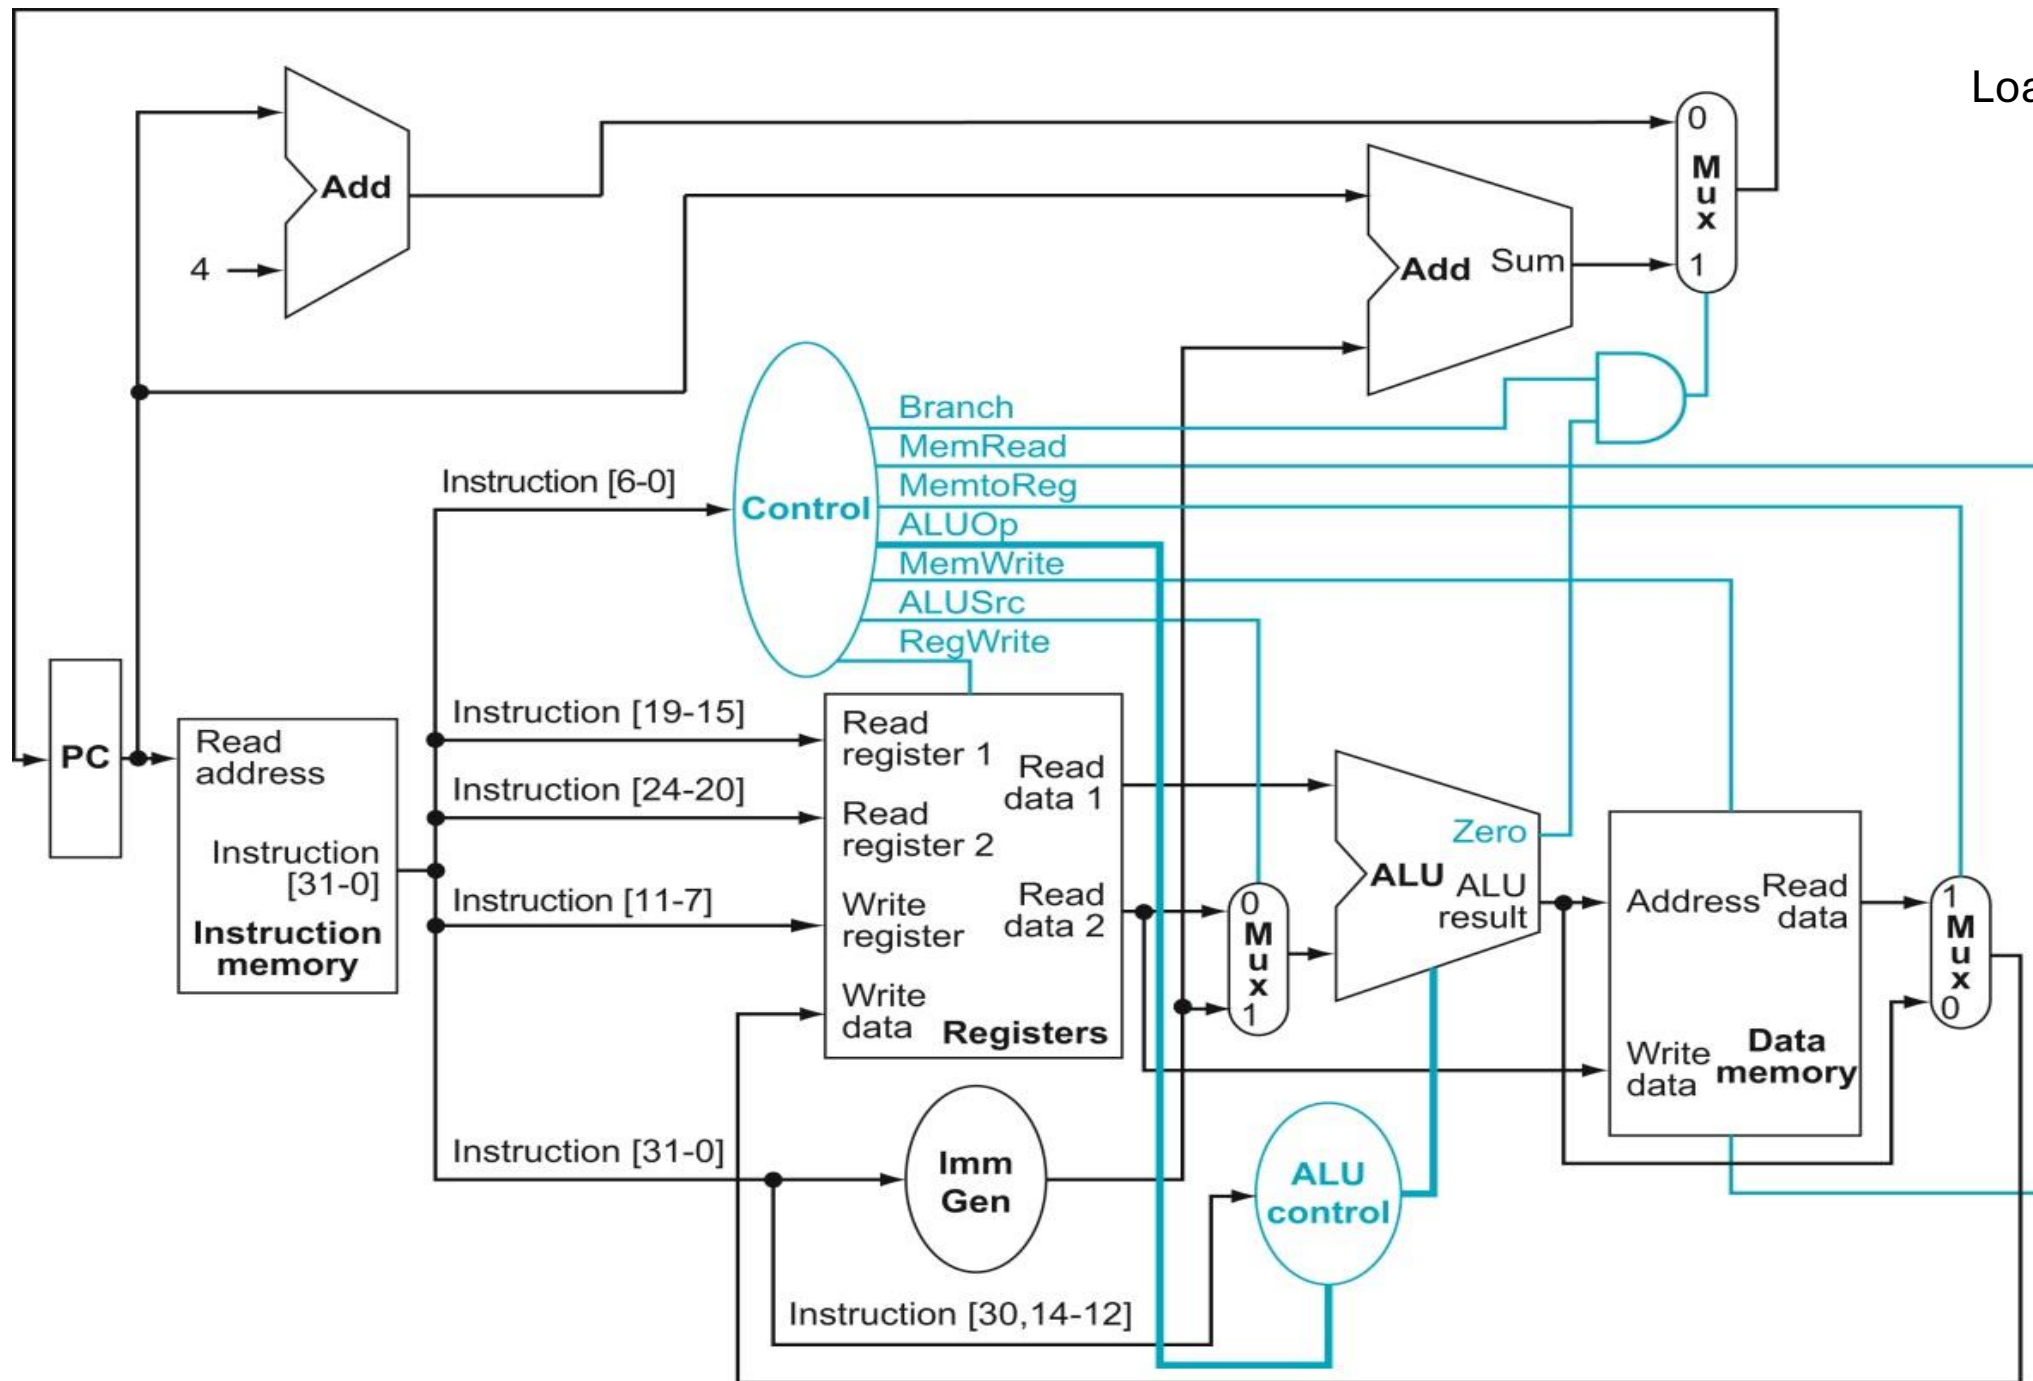 Loa
0
M
u
x
1
Add
4
Add Sum
Branch
MemRead
MemtoReg
ALUOp
MemWrite
ALUSrc
RegWrite
Instruction [6-0]
Control
PC
Read
address
Instruction
[31-0]
Instruction
memory
Instruction [19-15]
Instruction [24-20]
Instruction [11-7]
Instruction [31-0]
Instruction [30,14-12]
Read
register 1
Read
register 2
Write
register
Write
data
Read
data 1
Read
data 2
Registers
Imm
Gen
0
M
u
x
1
Zero
ALU
ALU
result
ALU
control
Address
Read
data
Write
data
Data
memory
1
M
u
x
0